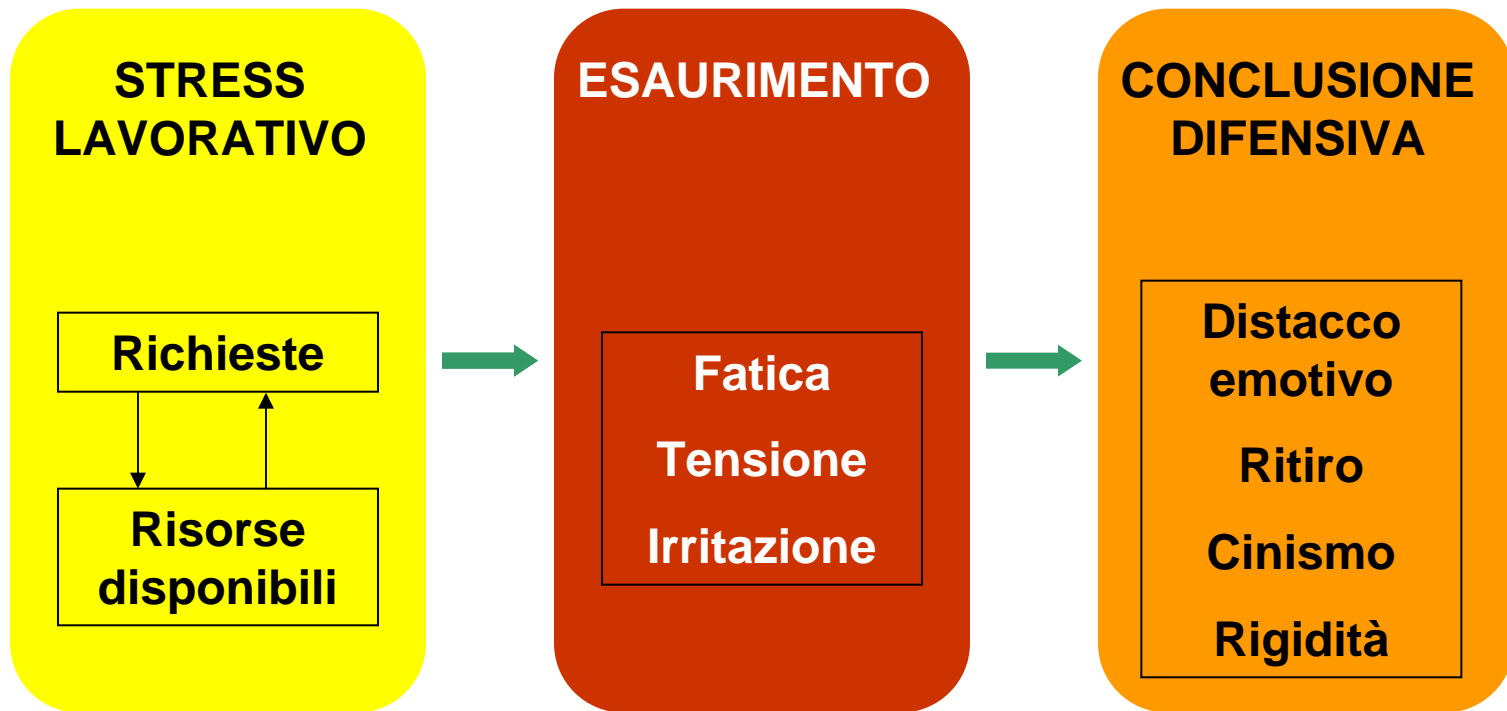 STRESS
LAVORATIVO
Richieste
Risorse
disponibili
ESAURIMENTO
Fatica
Tensione
Irritazione
CONCLUSIONE
DIFENSIVA
Distacco
emotivo
Ritiro
Cinismo
Rigidità